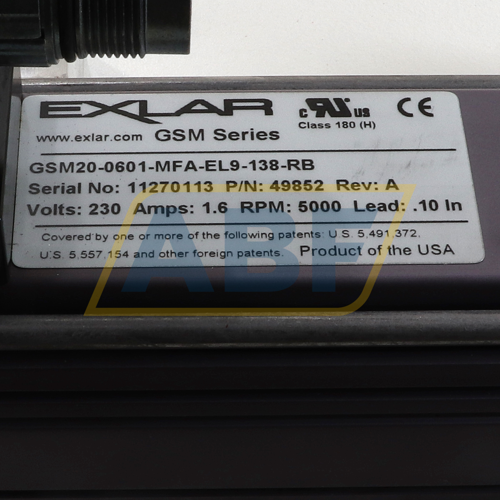 EXLAR
c RU us
CE
Class 180 (H)
www.exlar.com GSM Series
GSM20-0601-MFA-EL9-138-RB
Serial No: 11270113 P/N: 49852 Rev: A
Volts: 230 Amps: 1.6 RPM: 5000 Lead: .10 In
Covered by one or more of the following patents: U.S. 5,491,372.
U.S. 5,557,154 and other foreign patents. Product of the USA
ABF